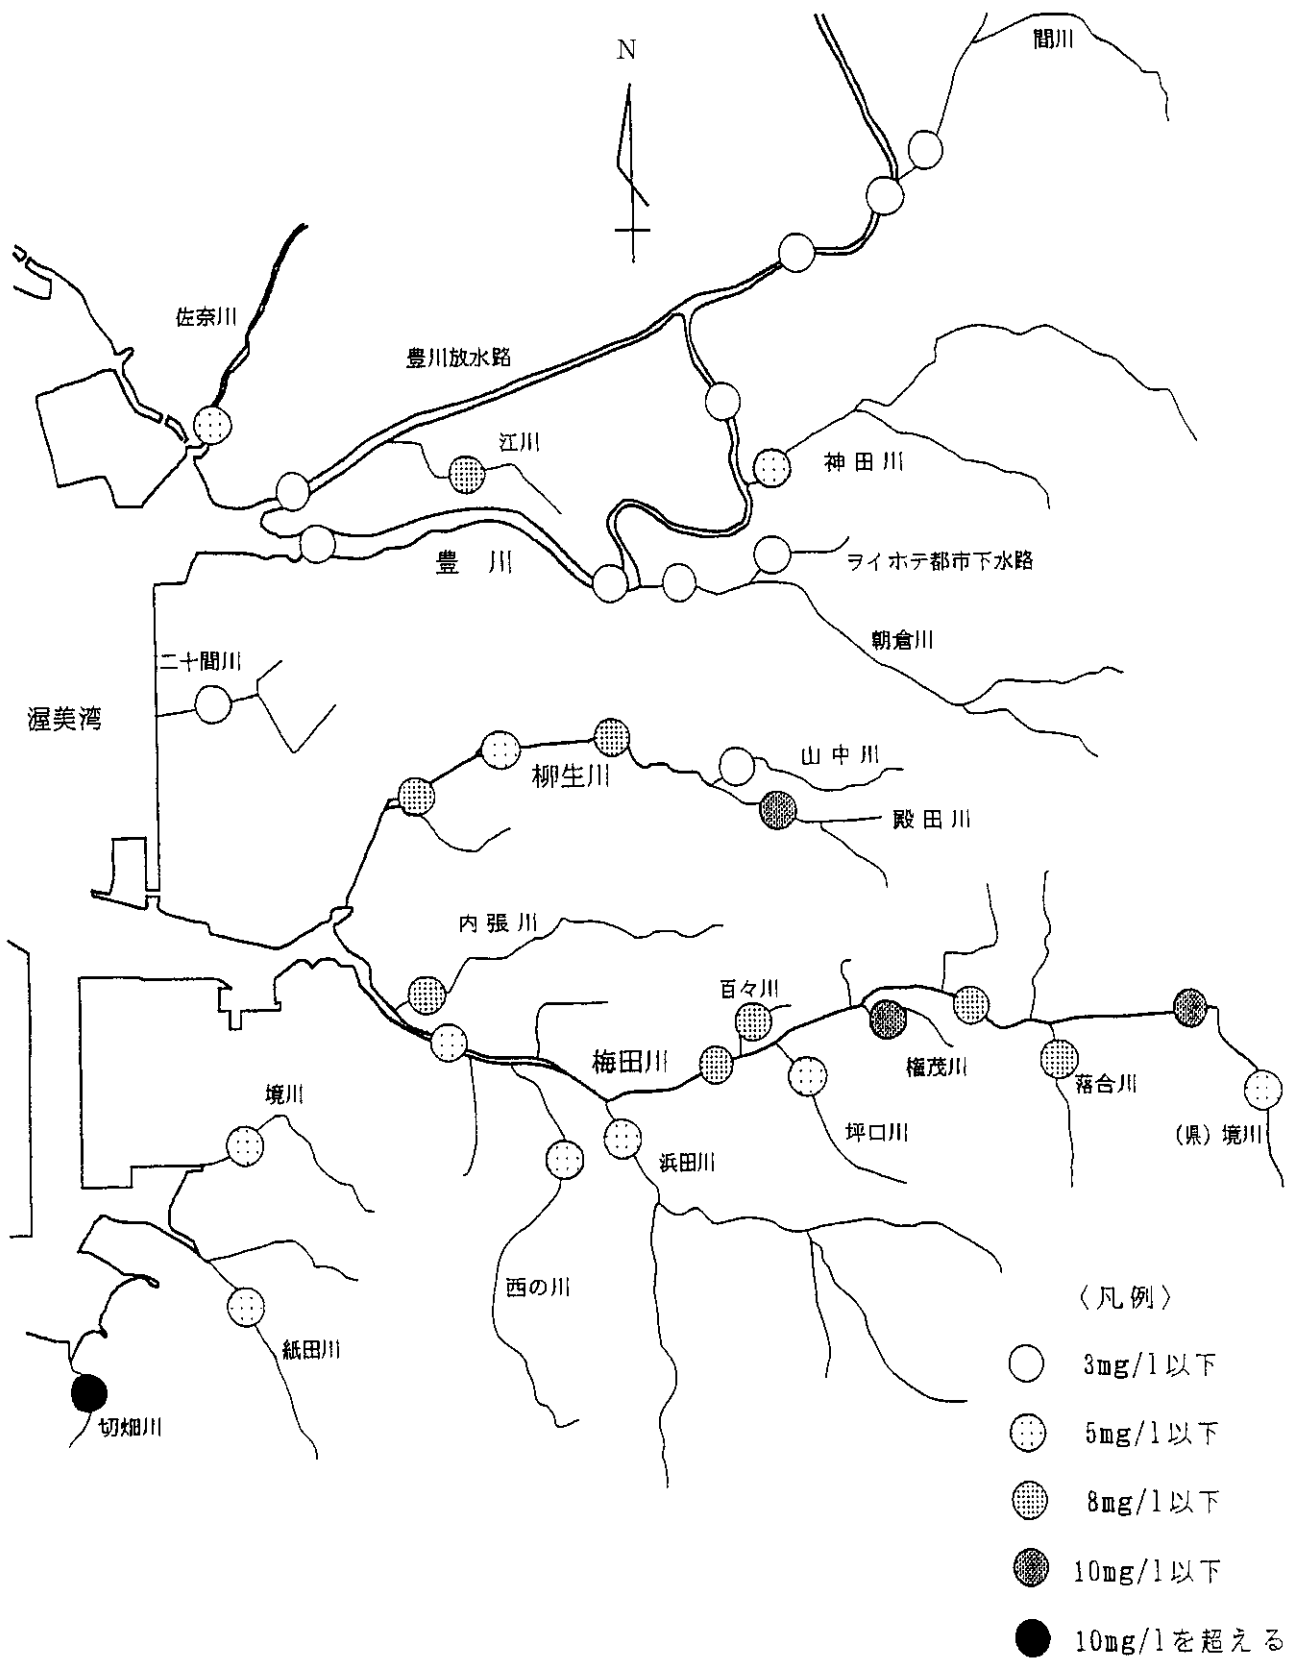 間川
N
佐奈川
豊川放水路
江川
神田川
豊川
ヲイホテ都市下水路
朝倉川
二十間川
渥美湾
山中川
柳生川
殿田川
内張川
百々川
梅田川
権茂川
落合川
境川
坪口川
(県)境川
浜田川
西の川
〈凡例〉
紙田川
3mg/l以下
切畑川
5mg/l以下
8mg/l以下
10mg/l以下
10mg/lを超える